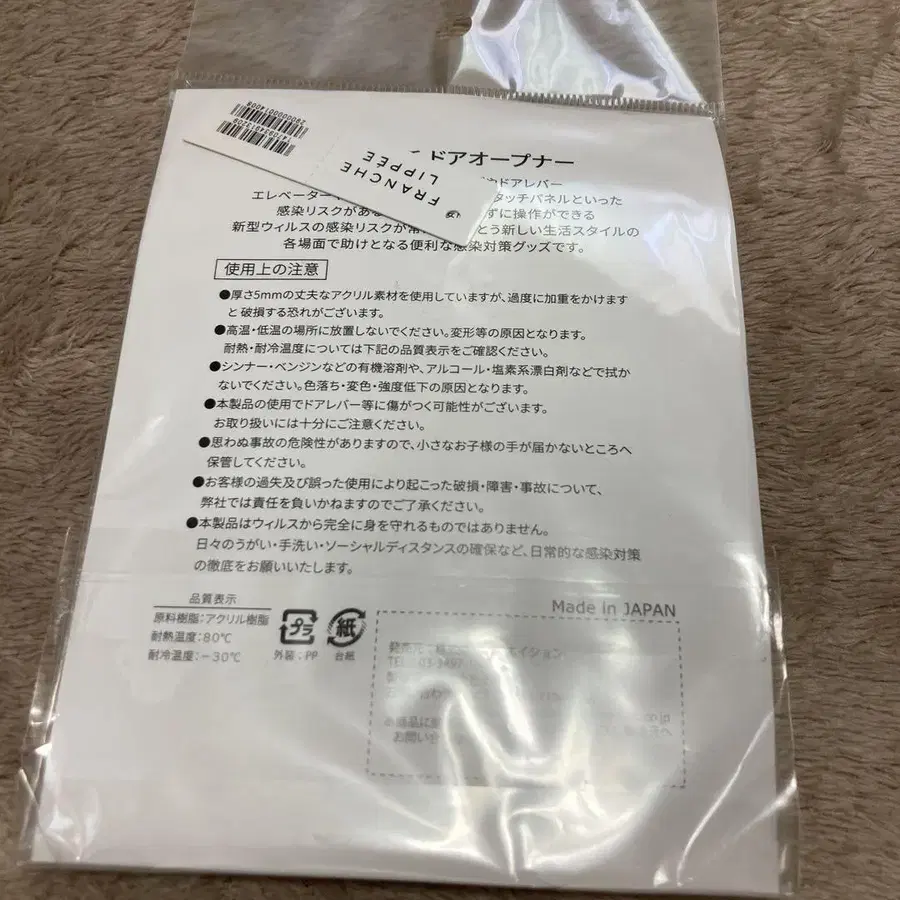 2900000014009
FRANCHE
LIPPÉE
ドアオープナー
ドアレバー
エレベーター
タッチパネルといった
感染リスクがある
ずに操作ができる
新型ウィルスの感染リスクが常
とう新しい生活スタイルの
各場面で助けとなる便利な感染対策グッズです。
使用上の注意
●厚さ5mmの丈夫なアクリル素材を使用していますが、過度に加重をかけます
と 破損する恐れがございます。
●高温・低温の場所に放置しないでください。変形等の原因となります。
耐熱・耐冷温度については下記の品質表示をご確認ください。
●シンナー・ベンジンなどの有機溶剤や、アルコール・塩素系漂白剤などで拭か
ないでください。色落ち・変色・強度低下の原因となります。
●本製品の使用でドアレバー等に傷がつく可能性がございます。
お取り扱いには十分にご注意ください。
●思わぬ事故の危険性がありますので、小さなお子様の手が届かないところへ
保管してください。
●お客様の過失及び誤った使用により起こった破損・障害・事故について、
弊社では責任を負いかねますのでご了承ください。
●本製品はウィルスから完全に身を守れるものではありません。
日々のうがい・手洗い・ソーシャルディスタンスの確保など、日常的な感染対策
の徹底をお願いいたします。
品質表示
原料樹脂:アクリル樹脂
耐熱温度:80℃
耐冷温度:-30℃
プラ
外装:PP
紙
台紙
Made in JAPAN
発売元
TEL